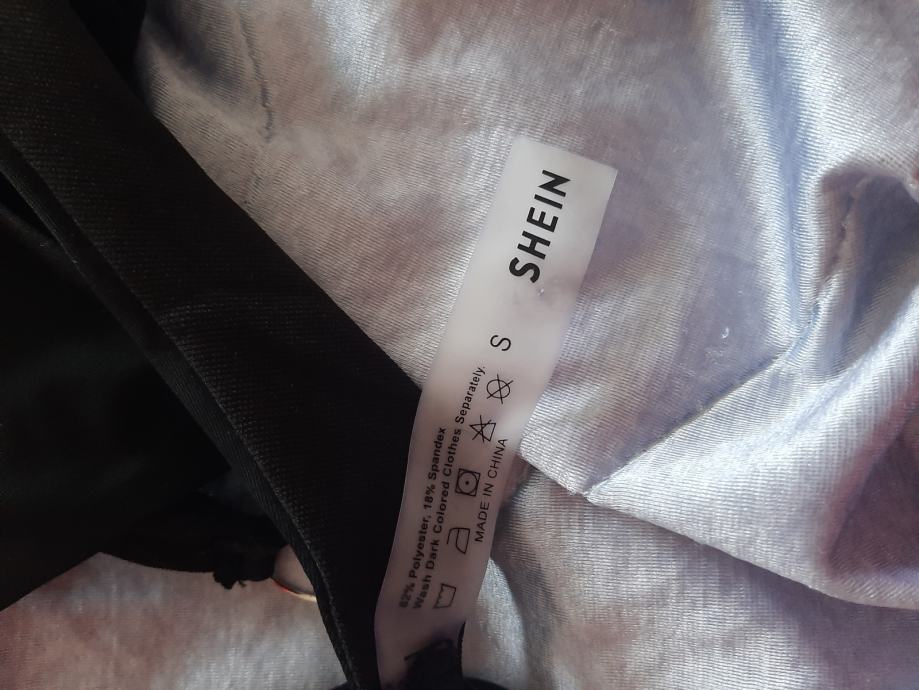 SHEIN
S
82% Polyester, 18% Spandex
Wash Dark Colored Clothes Separately.
MADE IN CHINA